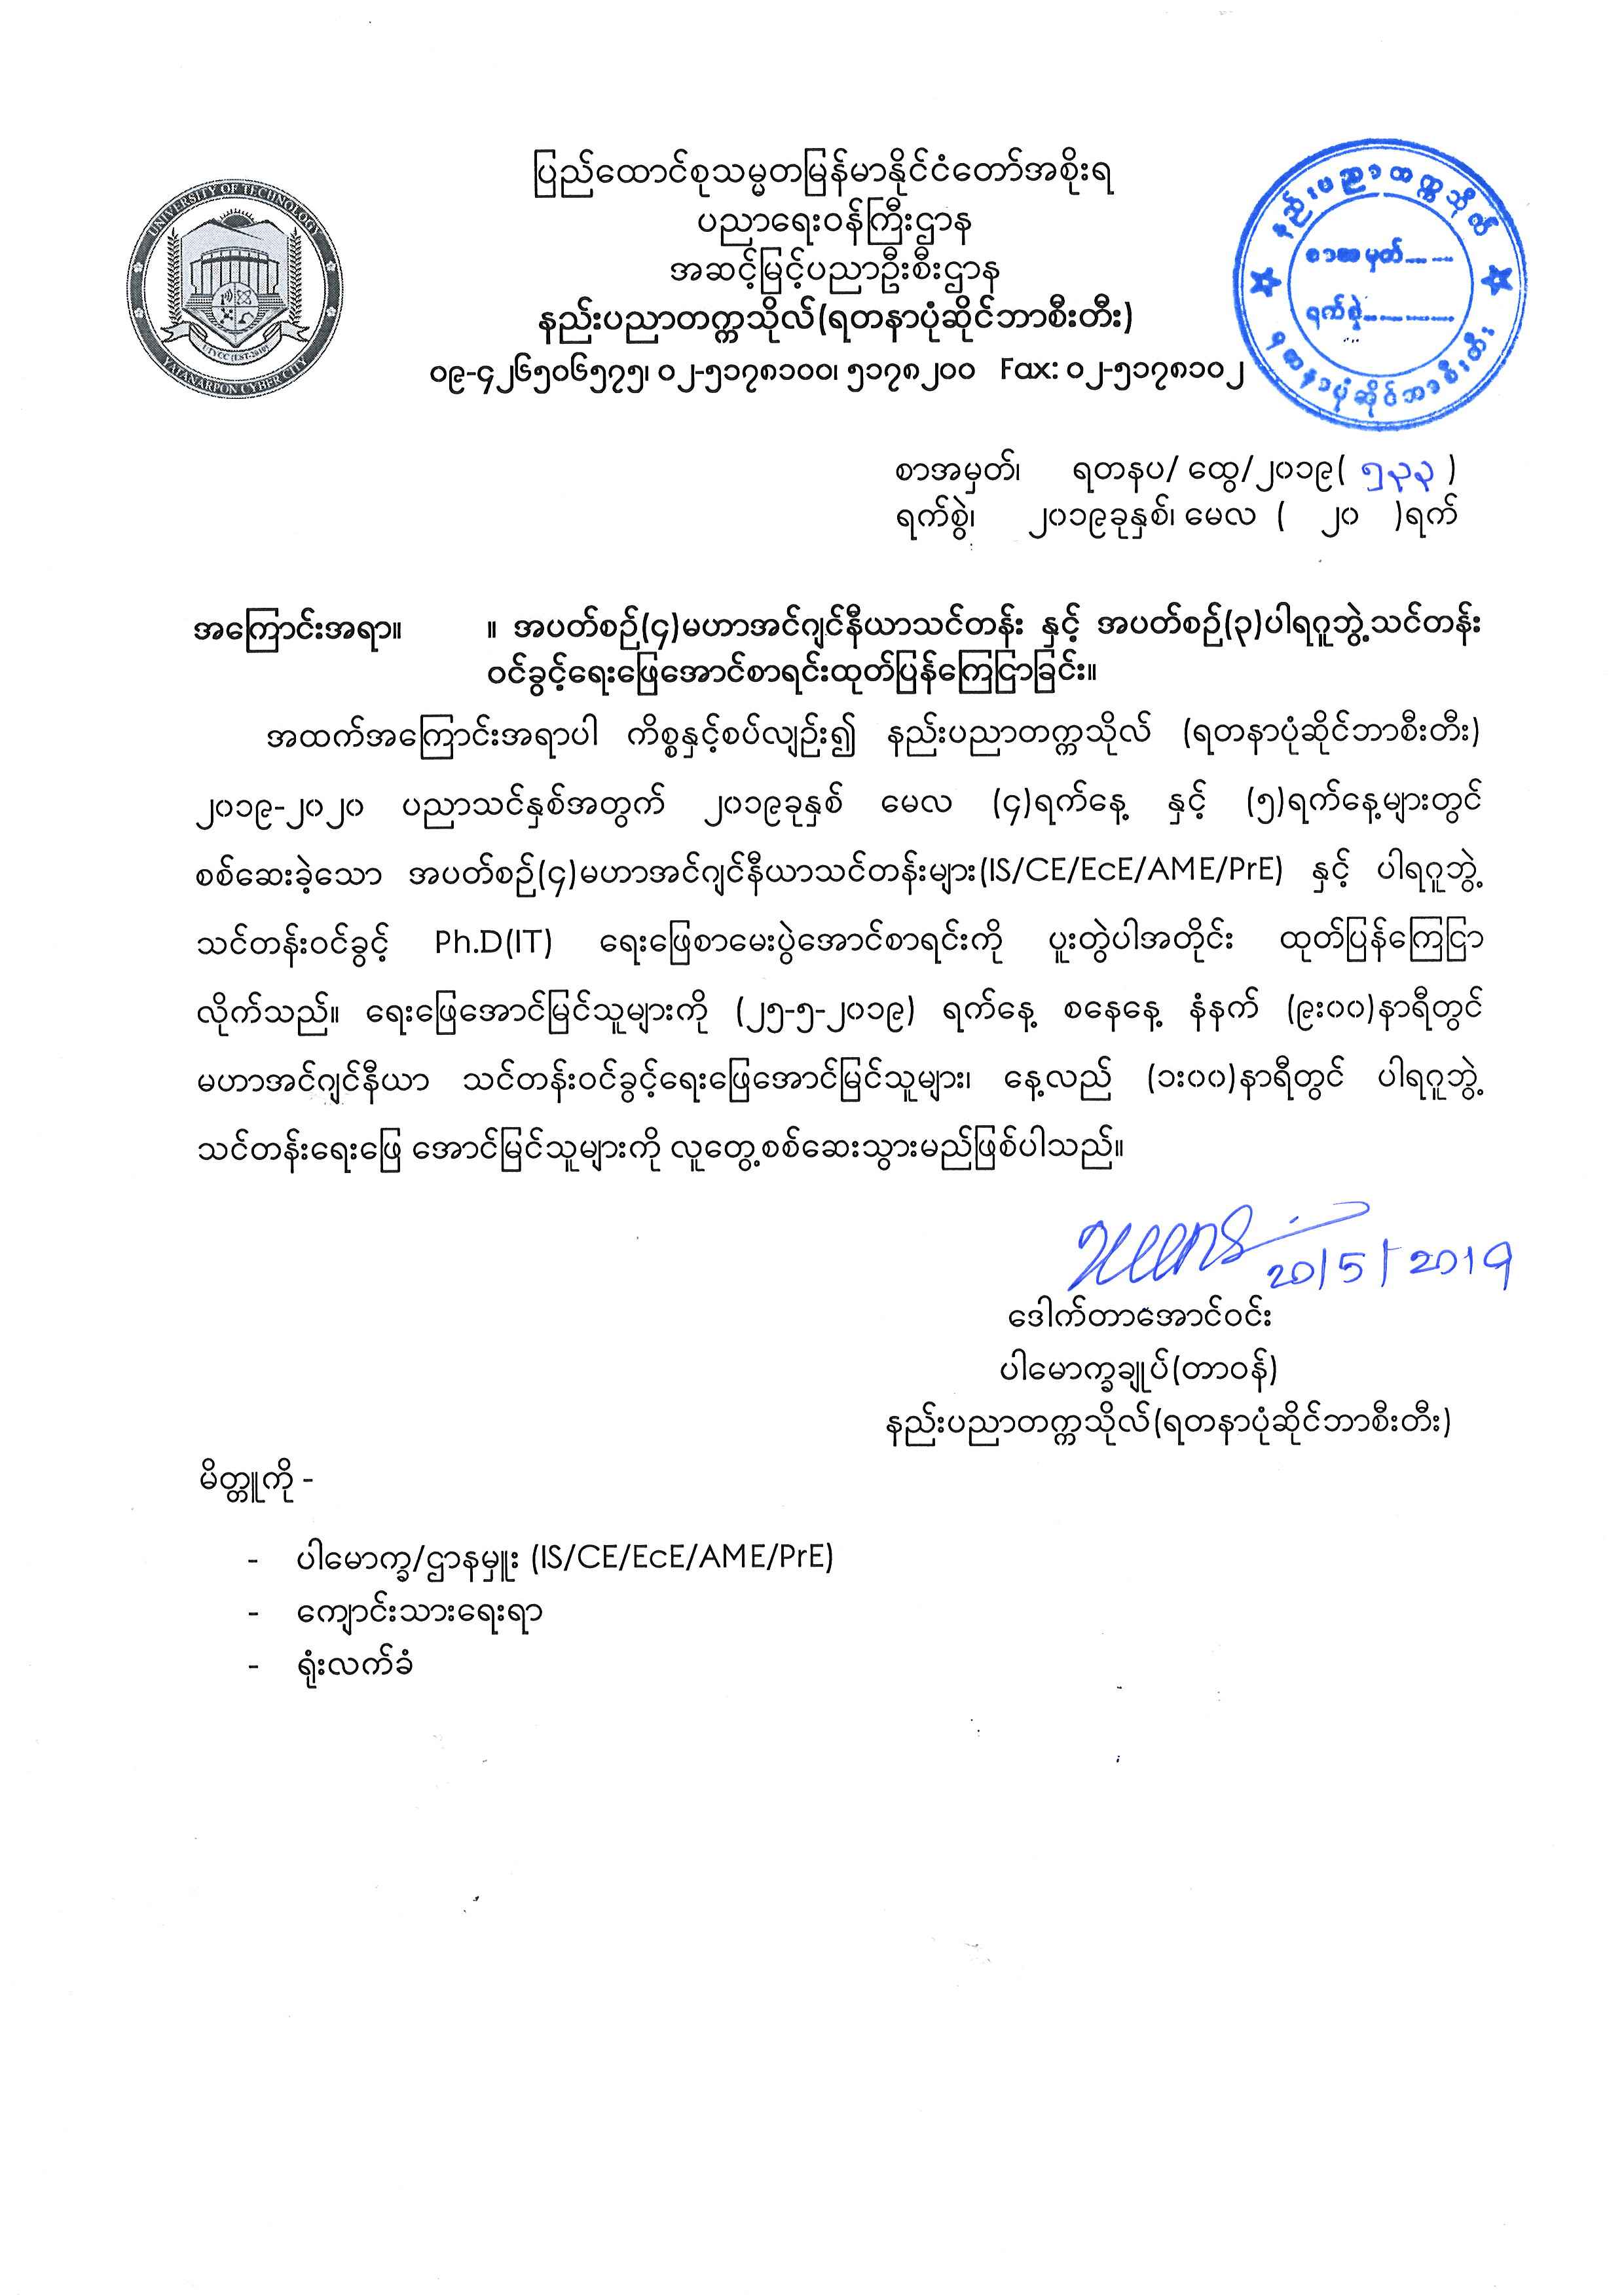 ပြည်ထောင်စုသမ္မတမြန်မာနိုင်ငံတော်အစိုးရ
ပညာရေးဝန်ကြီးဌာန
အဆင့်မြင့်ပညာဦးစီးဌာန
နည်းပညာတက္ကသိုလ်(ရတနာပုံဆိုင်ဘာစီးတီး)
၀၉-၄၂၆၅၀၆၅၇၅၊ ၀၂-၅၁၇၈၁၀၀၊ ၅၁၇၈၂၀၀ Fax: ၀၂-၅၁၇၈၁၀၂
UNIVERSITY OF TECHNOLOGY
UTYCC (EST-2010)
YATANARPON CYBER CITY
နည်းပညာတက္ကသိုလ်
စာအမှတ်
ရက်စွဲ
ရတနာပုံဆိုင်ဘာစီးတီး
စာအမှတ်၊ ရတနပ/ ထွေ/၂၀၁၉( ၅၃၃ )
ရက်စွဲ၊ ၂၀၁၉ခုနှစ်၊ မေလ ( ၂၀ )ရက်
အကြောင်းအရာ။ ။ အပတ်စဉ်(၄)မဟာအင်ဂျင်နီယာသင်တန်း နှင့် အပတ်စဉ်(၃)ပါရဂူဘွဲ့သင်တန်း
ဝင်ခွင့်ရေးဖြေအောင်စာရင်းထုတ်ပြန်ကြေငြာခြင်း။
အထက်အကြောင်းအရာပါ ကိစ္စနှင့်စပ်လျဉ်း၍ နည်းပညာတက္ကသိုလ် (ရတနာပုံဆိုင်ဘာစီးတီး)
၂၀၁၉-၂၀၂၀ ပညာသင်နှစ်အတွက် ၂၀၁၉ခုနှစ် မေလ (၄)ရက်နေ့ နှင့် (၅)ရက်နေ့များတွင်
စစ်ဆေးခဲ့သော အပတ်စဉ်(၄)မဟာအင်ဂျင်နီယာသင်တန်းများ(IS/CE/EcE/AME/PrE) နှင့် ပါရဂူဘွဲ့
သင်တန်းဝင်ခွင့် Ph.D(IT) ရေးဖြေစာမေးပွဲအောင်စာရင်းကို ပူးတွဲပါအတိုင်း ထုတ်ပြန်ကြေငြာ
လိုက်သည်။ ရေးဖြေအောင်မြင်သူများကို (၂၅-၅-၂၀၁၉) ရက်နေ့ စနေနေ့ နံနက် (၉း၀၀)နာရီတွင်
မဟာအင်ဂျင်နီယာ သင်တန်းဝင်ခွင့်ရေးဖြေအောင်မြင်သူများ၊ နေ့လည် (၁း၀၀)နာရီတွင် ပါရဂူဘွဲ့
သင်တန်းရေးဖြေ အောင်မြင်သူများကို လူတွေ့စစ်ဆေးသွားမည်ဖြစ်ပါသည်။
20/5/2019
ဒေါက်တာအောင်ဝင်း
ပါမောက္ခချုပ်(တာဝန်)
နည်းပညာတက္ကသိုလ်(ရတနာပုံဆိုင်ဘာစီးတီး)
မိတ္တူကို -
- ပါမောက္ခ/ဌာနမှူး (IS/CE/EcE/AME/PrE)
- ကျောင်းသားရေးရာ
- ရုံးလက်ခံ